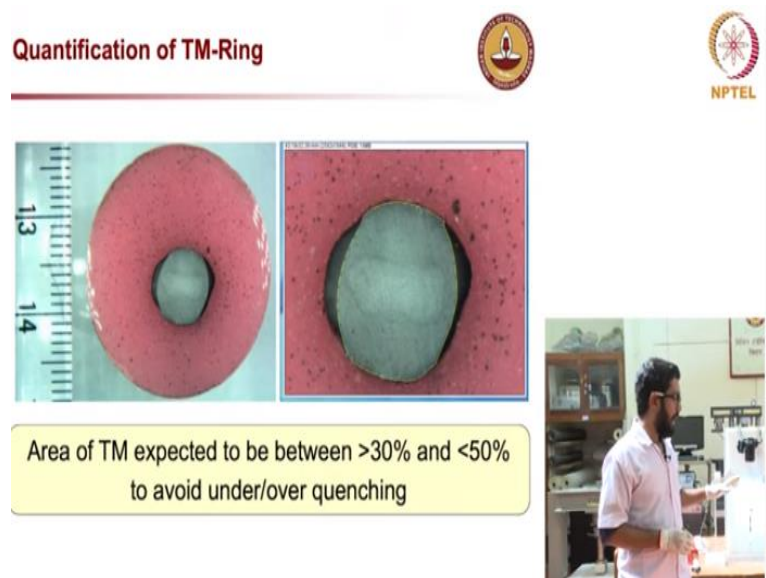 Quantification of TM-Ring
NPTEL
13
14
Area of TM expected to be between >30% and <50%
to avoid under/over quenching